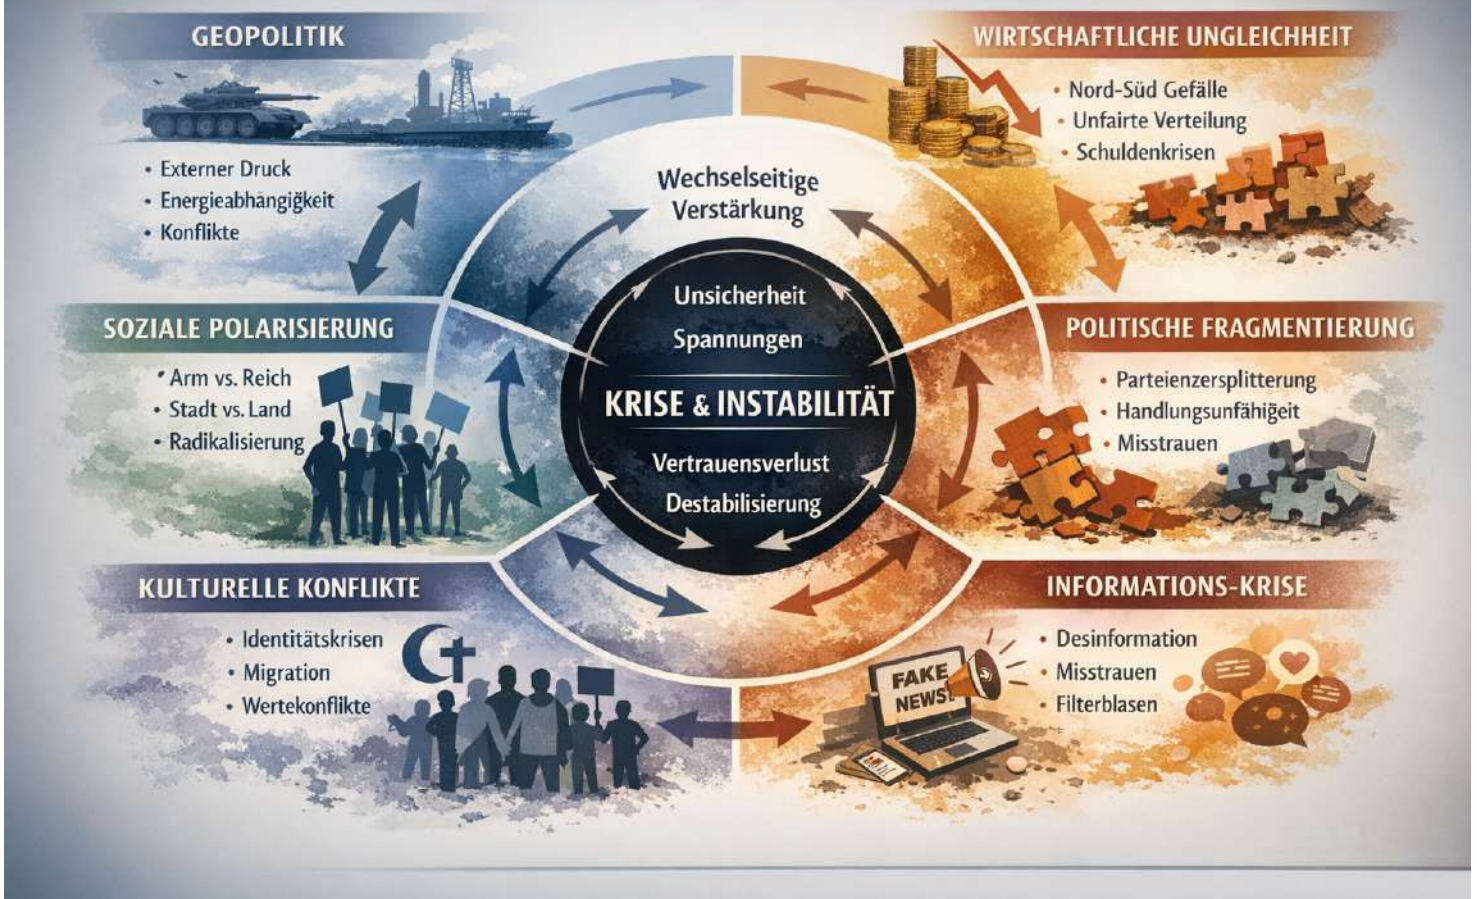 GEOPOLITIK
• Externer Druck
• Energieabhängigkeit
• Konflikte
WIRTSCHAFTLICHE UNGLEICHHEIT
• Nord-Süd Gefälle
• Unfairte Verteilung
• Schuldenkrisen
Wechselseitige
Verstärkung
Unsicherheit
Spannungen
KRISE & INSTABILITÄT
Vertrauensverlust
Destabilisierung
SOZIALE POLARISIERUNG
• Arm vs. Reich
• Stadt vs. Land
• Radikalisierung
POLITISCHE FRAGMENTIERUNG
• Parteienzersplitterung
• Handlungsunfähigeit
• Misstrauen
KULTURELLE KONFLIKTE
• Identitätskrisen
• Migration
• Wertekonflikte
INFORMATIONS-KRISE
• Desinformation
• Misstrauen
• Filterblasen
FAKE
NEWS!